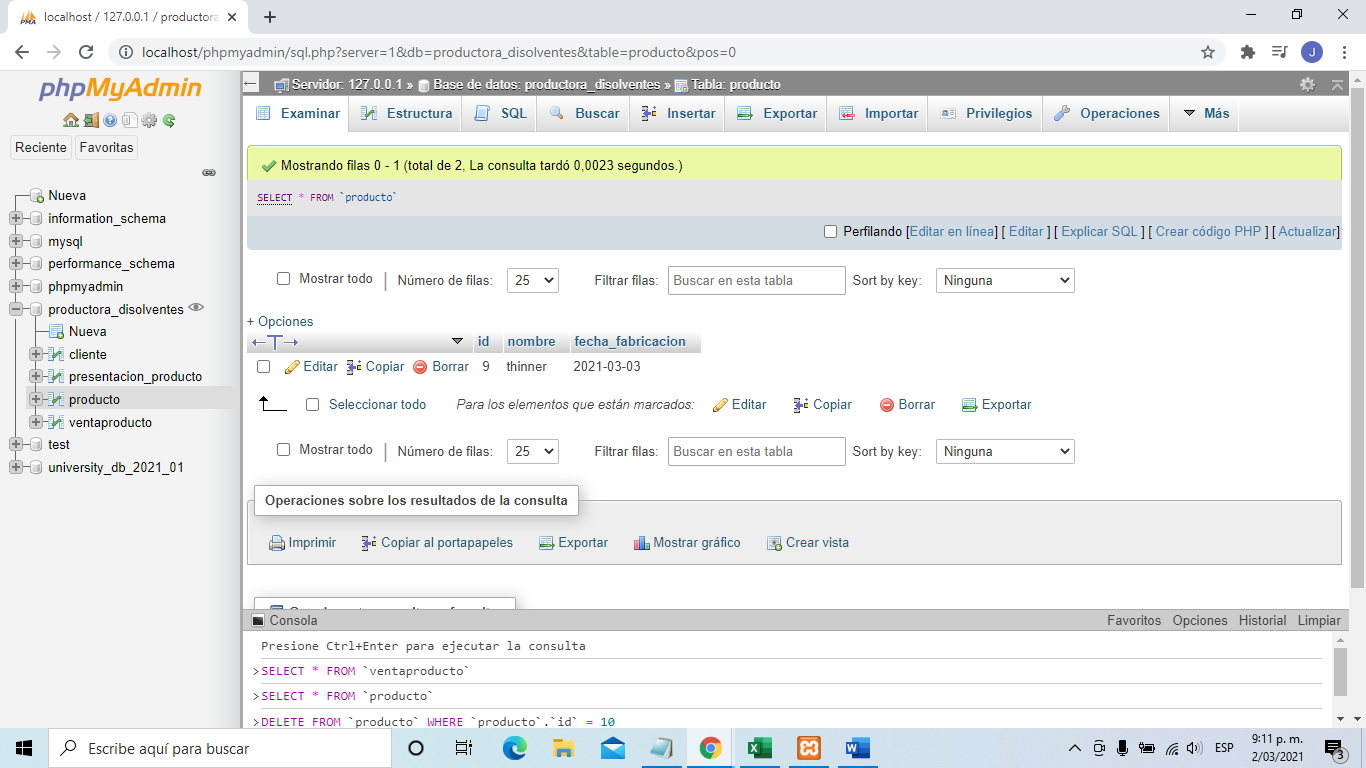 localhost / 127.0.0.1 / productora
localhost/phpmyadmin/sql.php?server=1&db=productora_disolventes&table=producto&pos=0
J
phpMyAdmin
Reciente Favoritas
Nueva
information_schema
mysql
performance_schema
phpmyadmin
productora_disolventes
Nueva
cliente
presentacion_producto
producto
ventaproducto
test
university_db_2021_01
Servidor: 127.0.0.1 » Base de datos: productora_disolventes » Tabla: producto
Examinar Estructura SQL Buscar Insertar Exportar Importar Privilegios Operaciones Más
Mostrando filas 0 - 1 (total de 2, La consulta tardó 0,0023 segundos.)
SELECT * FROM `producto`
Perfilando [Editar en línea] [ Editar ] [ Explicar SQL ] [ Crear código PHP ] [ Actualizar]
Mostrar todo Número de filas: 25 Filtrar filas: Buscar en esta tabla Sort by key: Ninguna
+ Opciones
←T→ id nombre fecha_fabricacion
Editar Copiar Borrar 9 thinner 2021-03-03
Seleccionar todo Para los elementos que están marcados: Editar Copiar Borrar Exportar
Mostrar todo Número de filas: 25 Filtrar filas: Buscar en esta tabla Sort by key: Ninguna
Operaciones sobre los resultados de la consulta
Imprimir Copiar al portapapeles Exportar Mostrar gráfico Crear vista
Consola Favoritos Opciones Historial Limpiar
Presione Ctrl+Enter para ejecutar la consulta
>SELECT * FROM `ventaproducto`
>SELECT * FROM `producto`
>DELETE FROM `producto` WHERE `producto`.`id` = 10
Escribe aquí para buscar
ESP
9:11 p. m.
2/03/2021
3